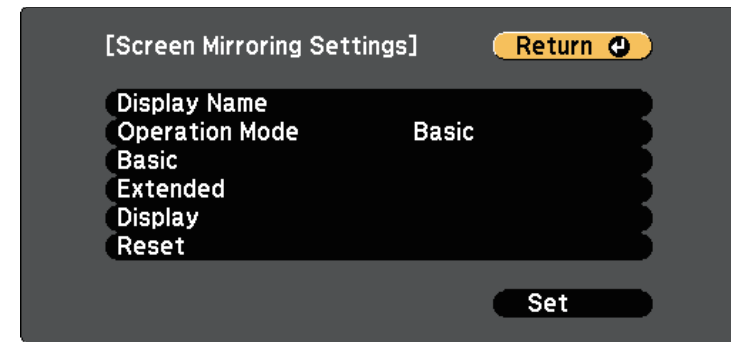 [Screen Mirroring Settings] Return
Display Name
Operation Mode Basic
Basic
Extended
Display
Reset
Set